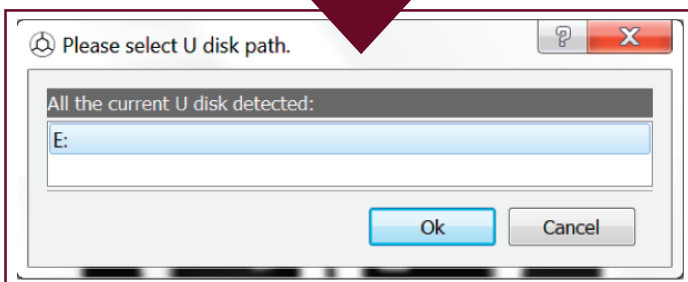 Please select U disk path.
All the current U disk detected:
E:
Ok
Cancel